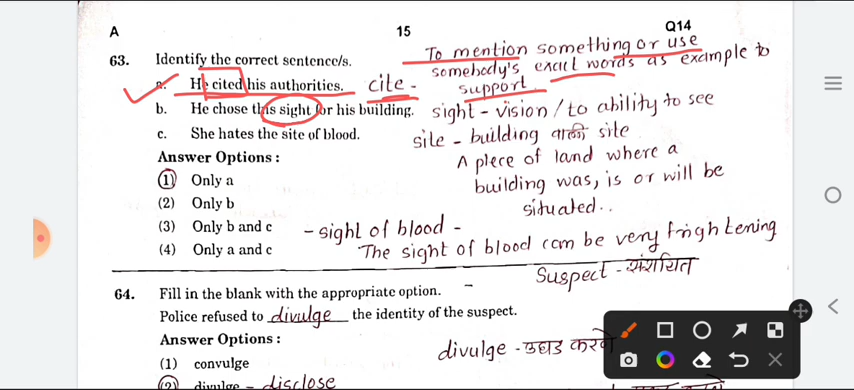 A 15 Q14
63. Identify the correct sentence/s.
To mention something or use
somebody's exact words as example to
support.
a. He cited his authorities. cite -
b. He chose this sight for his building. sight - vision / to ability to see
c. She hates the site of blood. site - building वाली site
A piece of land where a
building was, is or will be
situated..
Answer Options :
(1) Only a
(2) Only b
(3) Only b and c - sight of blood -
(4) Only a and c The sight of blood can be very frightening
Suspect - संशयित
64. Fill in the blank with the appropriate option.
Police refused to divulge the identity of the suspect.
Answer Options :
divulge - उघड करणे
(1) convulge
(2) divulge - disclose